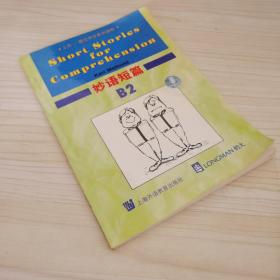 Short Stories
for
Comprehension
妙语短篇
B2
上海外语教育出版社
LONGMAN 朗文